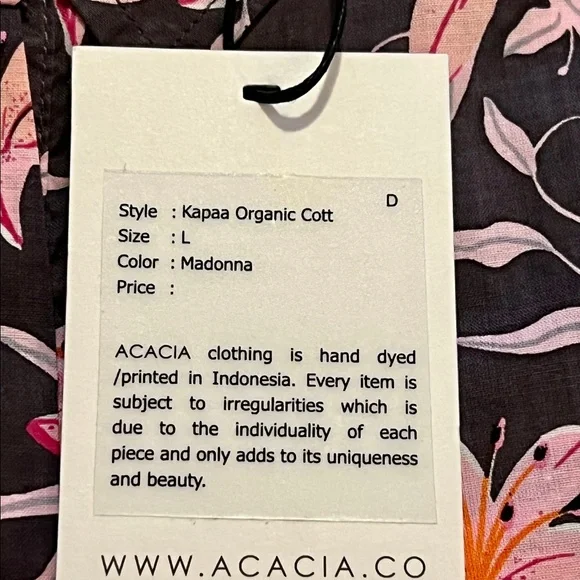 D
Style : Kapaa Organic Cott
Size : L
Color : Madonna
Price :
ACACIA clothing is hand dyed
/printed in Indonesia. Every item is
subject to irregularities which is
due to the individuality of each
piece and only adds to its uniqueness
and beauty.
WWW.ACACIA.CO